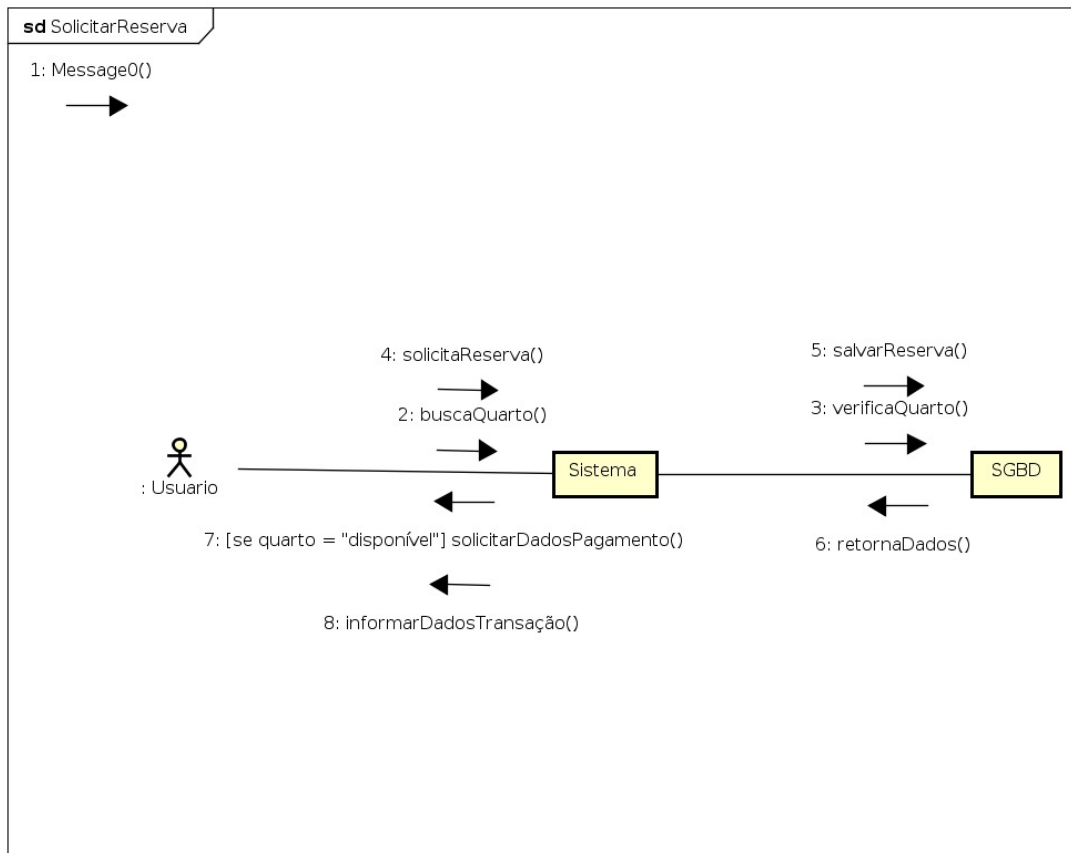 sd SolicitarReserva
1: Message0()
4: solicitaReserva()
5: salvarReserva()
2: buscaQuarto()
3: verificaQuarto()
Sistema
SGBD
: Usuario
7: [se quarto = "disponível"] solicitarDadosPagamento()
6: retornaDados()
8: informarDadosTransação()